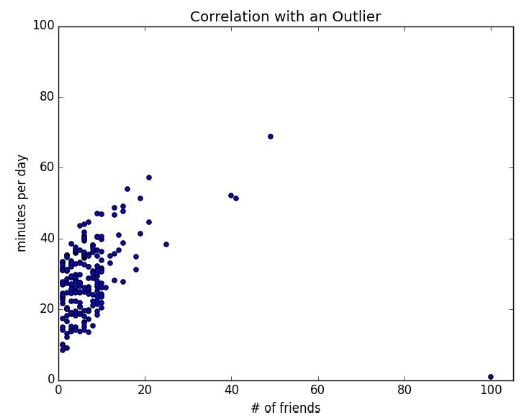 Correlation with an Outlier
100
80
60
40
20
0
minutes per day
0 20 40 60 80 100
# of friends